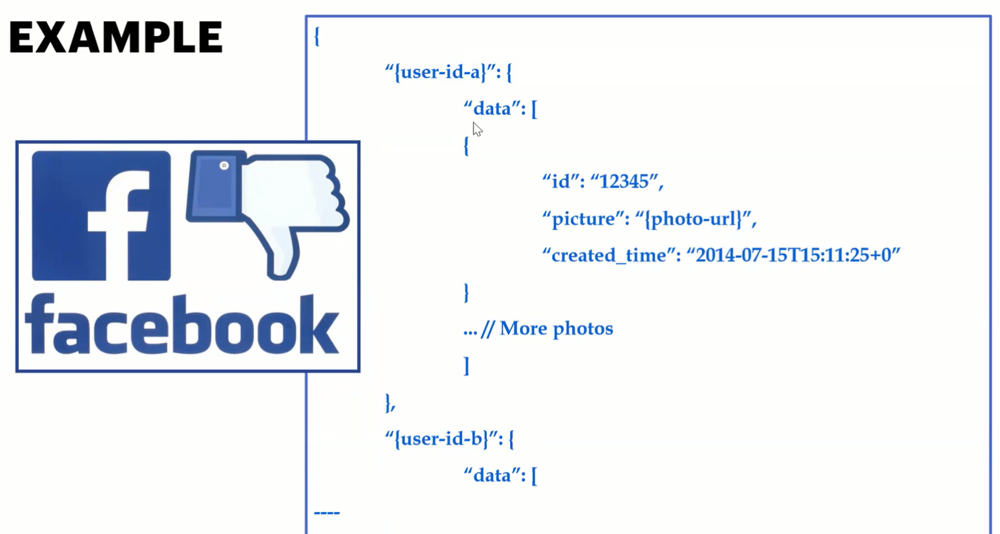 EXAMPLE
{
“{user-id-a}”: {
“data”: [
{
“id”: “12345”,
“picture”: “{photo-url}”,
“created_time”: “2014-07-15T15:11:25+0”
}
... // More photos
]
},
“{user-id-b}”: {
“data”: [
----
f
facebook